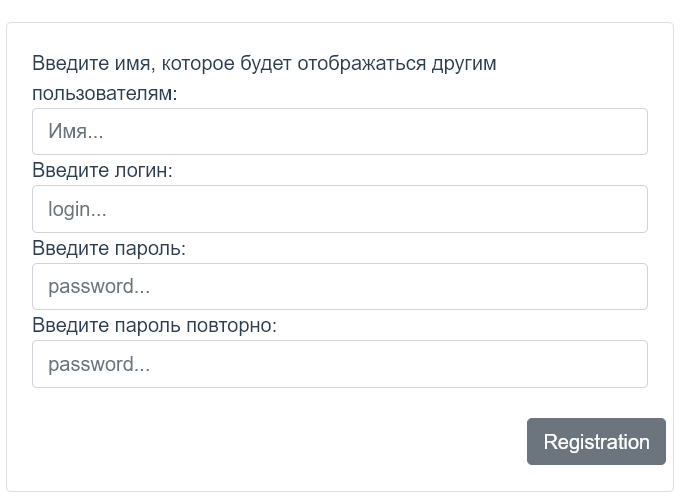 Введите имя, которое будет отображаться другим
пользователям:
Имя...
Введите логин:
login...
Введите пароль:
password...
Введите пароль повторно:
password...
Registration